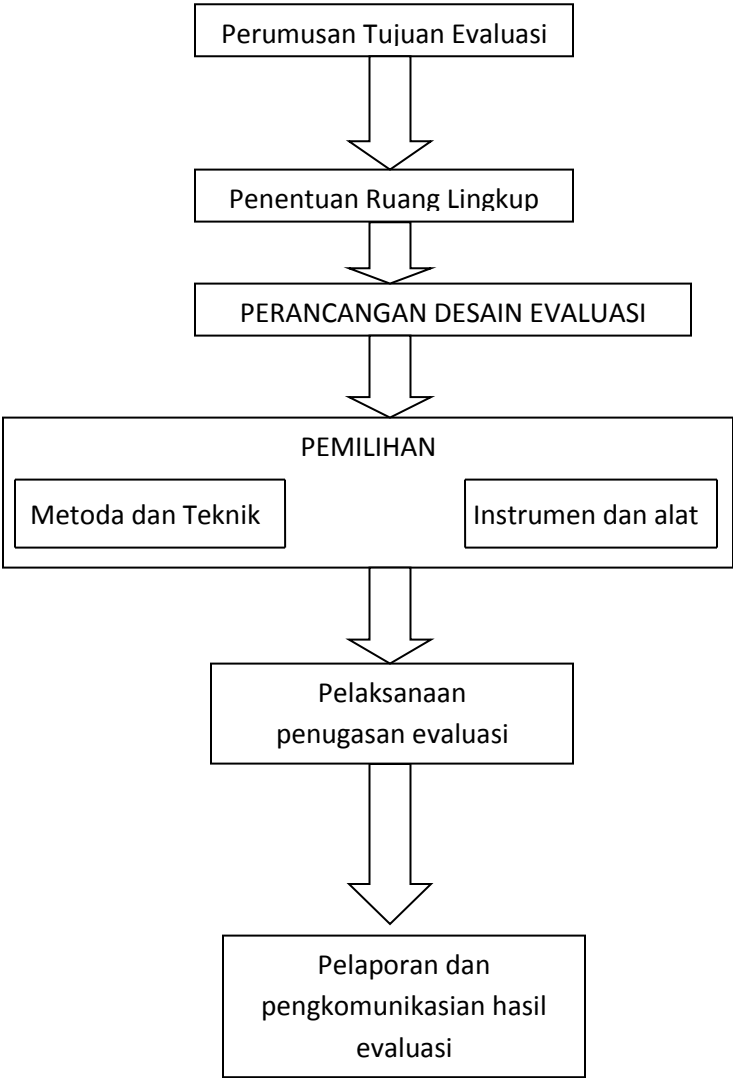 Perumusan Tujuan Evaluasi
Penentuan Ruang Lingkup
PERANCANGAN DESAIN EVALUASI
PEMILIHAN
Metoda dan Teknik
Instrumen dan alat
Pelaksanaan
penugasan evaluasi
Pelaporan dan
pengkomunikasian hasil
evaluasi